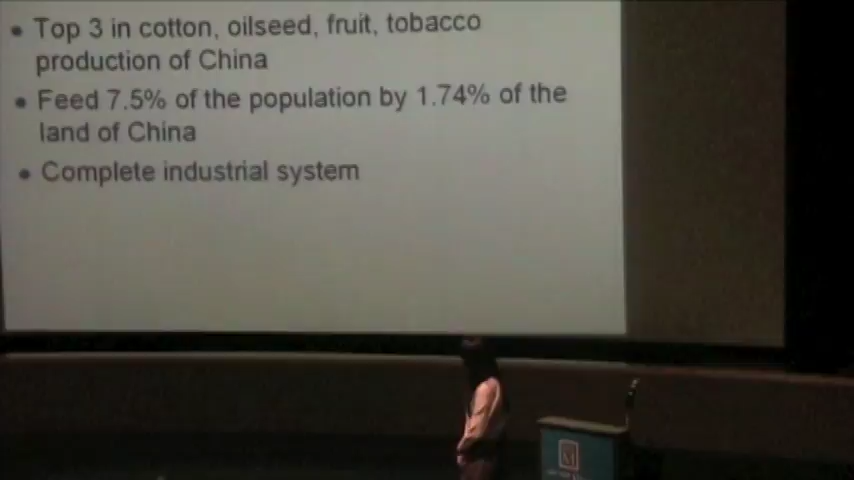 • Top 3 in cotton, oilseed, fruit, tobacco
production of China
• Feed 7.5% of the population by 1.74% of the
land of China
• Complete industrial system